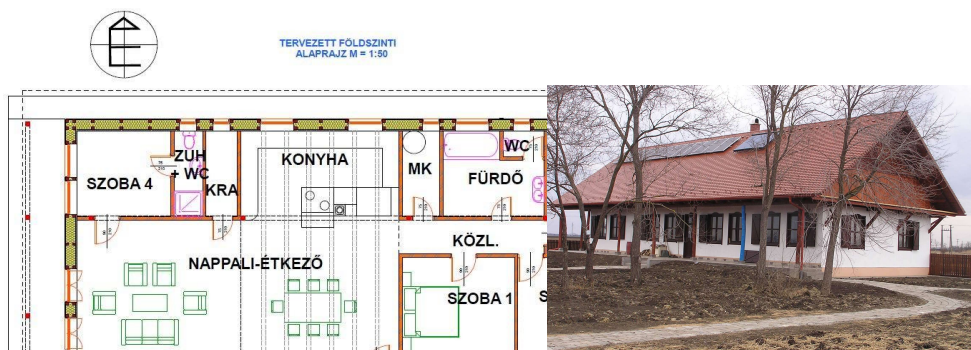 É
TERVEZETT FÖLDSZINTI
ALAPRAJZ M = 1:50
SZOBA 4
ZUH
+ WC
KRA
KONYHA
MK
FÜRDŐ
WC
NAPPALI-ÉTKEZŐ
KÖZL.
SZOBA 1
S